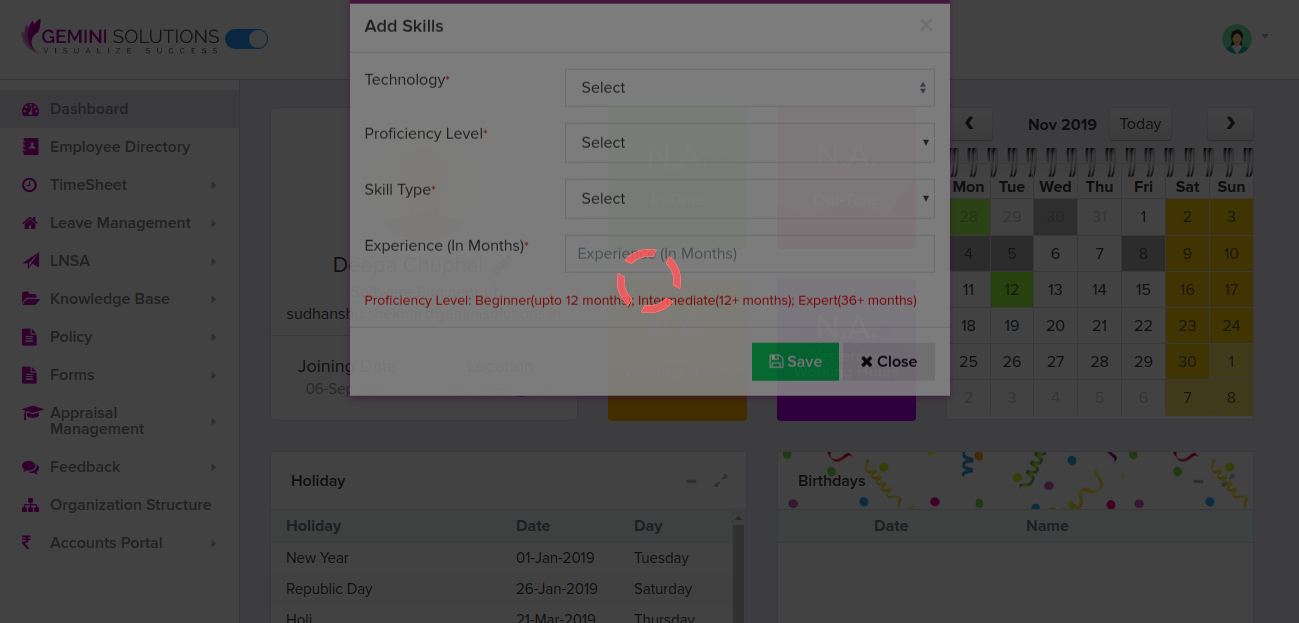 GEMINI SOLUTIONS
VISUALIZE SUCCESS
Dashboard
Employee Directory
TimeSheet
Leave Management
LNSA
Knowledge Base
Policy
Forms
Appraisal
Management
Feedback
Organization Structure
Accounts Portal
Add Skills
×
Technology*
Select
Proficiency Level*
Select
Skill Type*
Select
Experience (In Months)*
Experience (In Months)
Proficiency Level: Beginner(upto 12 months); Intermediate(12+ months); Expert(36+ months)
Save
Close
N.A.
N.A.
N.A.
Deepa Chuphal
Joining Date
Location
06-Sep
Nov 2019
Today
Mon Tue Wed Thu Fri Sat Sun
28 29 30 31 1 2 3
4 5 6 7 8 9 10
11 12 13 14 15 16 17
18 19 20 21 22 23 24
25 26 27 28 29 30 1
2 3 4 5 6 7 8
Holiday
Holiday Date Day
New Year 01-Jan-2019 Tuesday
Republic Day 26-Jan-2019 Saturday
Holi 21-Mar-2019 Thursday
Birthdays
Date Name